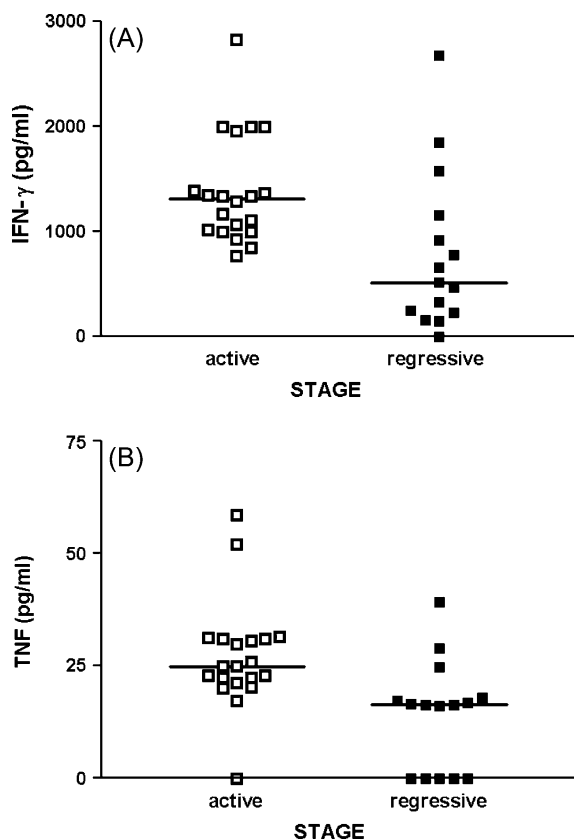 (A)
3000
2000
1000
0
IFN-γ (pg/ml)
active
regressive
STAGE
(B)
75
50
25
0
TNF (pg/ml)
active
regressive
STAGE